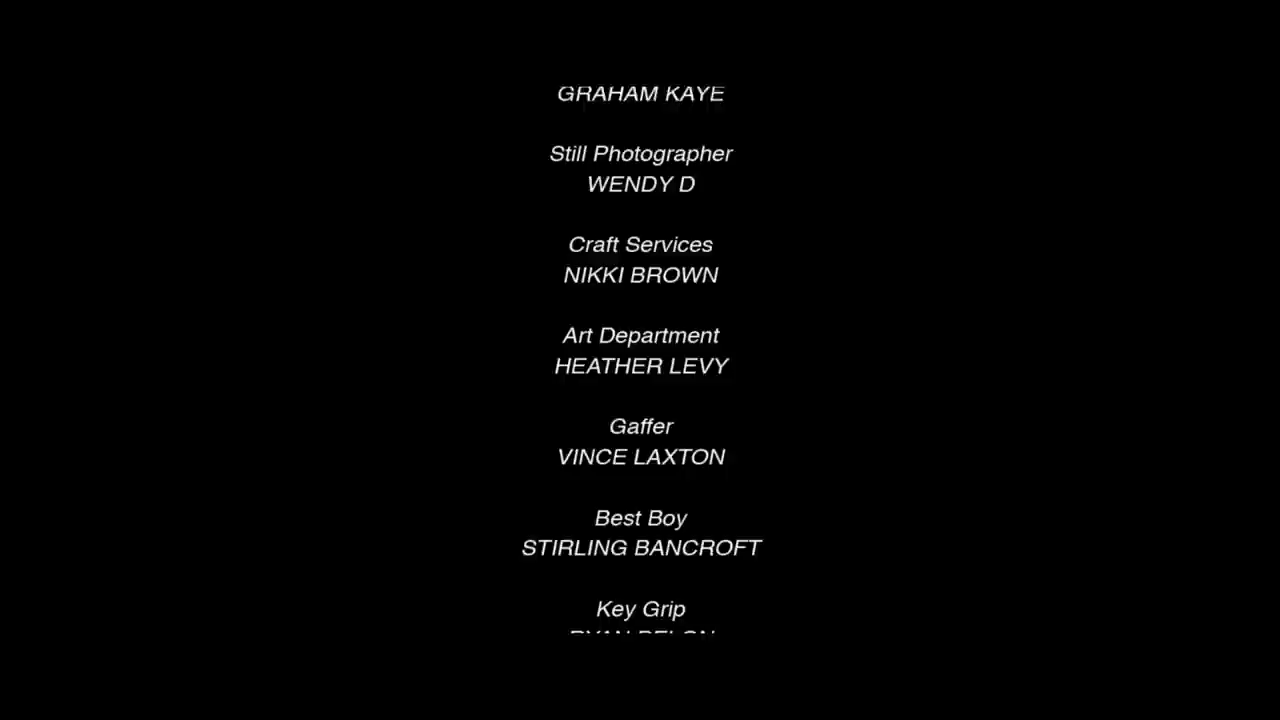 GRAHAM KAYE
Still Photographer
WENDY D
Craft Services
NIKKI BROWN
Art Department
HEATHER LEVY
Gaffer
VINCE LAXTON
Best Boy
STIRLING BANCROFT
Key Grip
RYAN